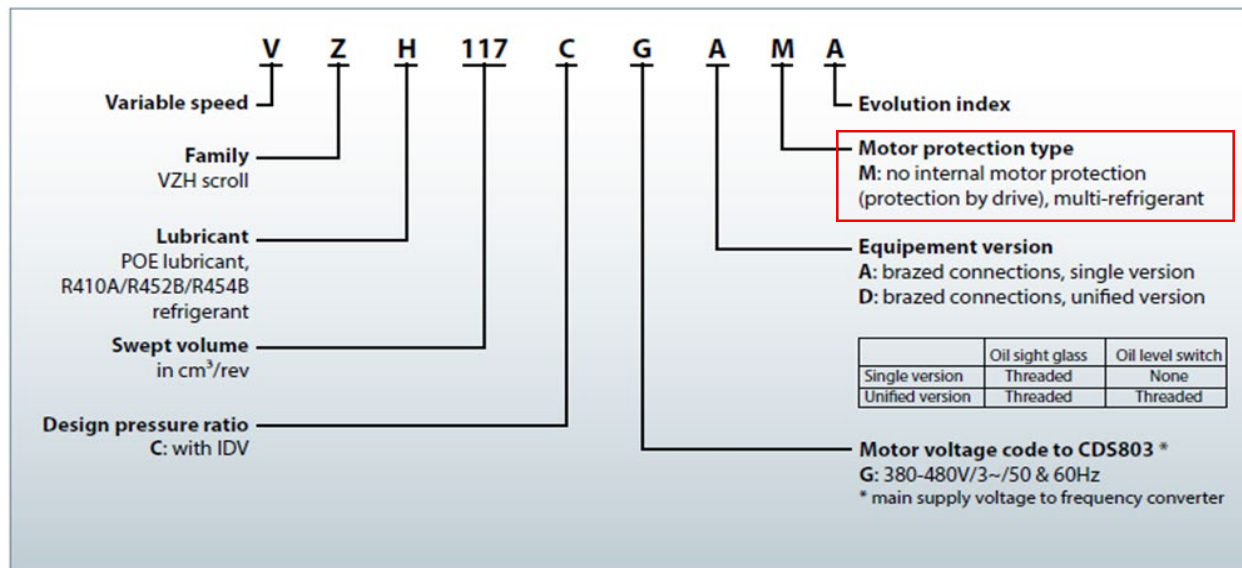 V Z H 117 C G A M A
Variable speed
Family
VZH scroll
Lubricant
POE lubricant,
R410A/R452B/R454B
refrigerant
Swept volume
in cm³/rev
Design pressure ratio
C: with IDV
Evolution index
Motor protection type
M: no internal motor protection
(protection by drive), multi-refrigerant
Equipement version
A: brazed connections, single version
D: brazed connections, unified version
Oil sight glass Oil level switch
Single version Threaded None
Unified version Threaded Threaded
Motor voltage code to CDS803 *
G: 380-480V/3~/50 & 60Hz
* main supply voltage to frequency converter